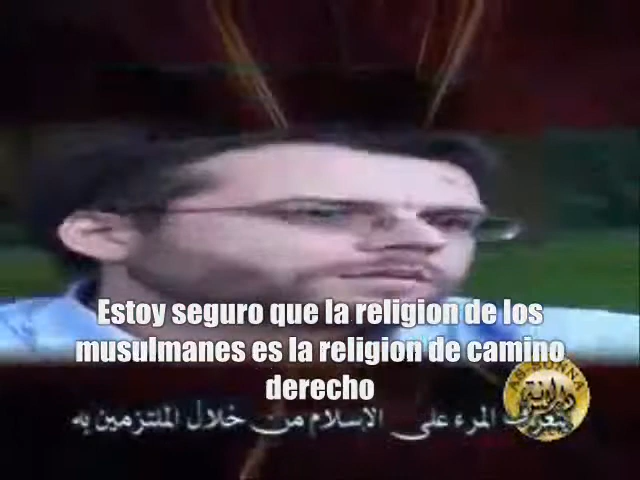 Estoy seguro que la religion de los
musulmanes es la religion de camino
derecho
يتعرف المرء على الاسلام من خلال الملتزمين به